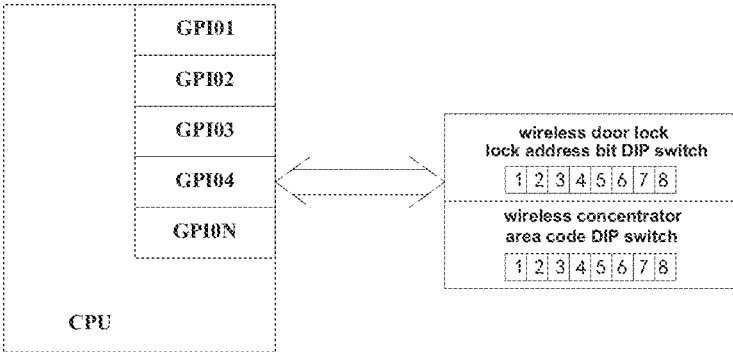 GPI01
GPI02
GPI03
GPI04
GPI0N
CPU
wireless door lock
lock address bit DIP switch
1 2 3 4 5 6 7 8
wireless concentrator
area code DIP switch
1 2 3 4 5 6 7 8